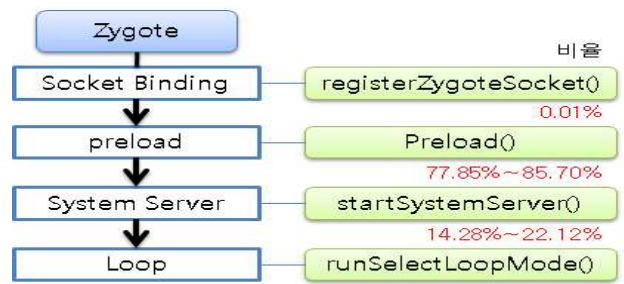 Zygote
비율
Socket Binding registerZygoteSocket()
0.01%
preload Preload()
77.85%~85.70%
System Server startSystemServer()
14.28%~22.12%
Loop runSelectLoopMode()